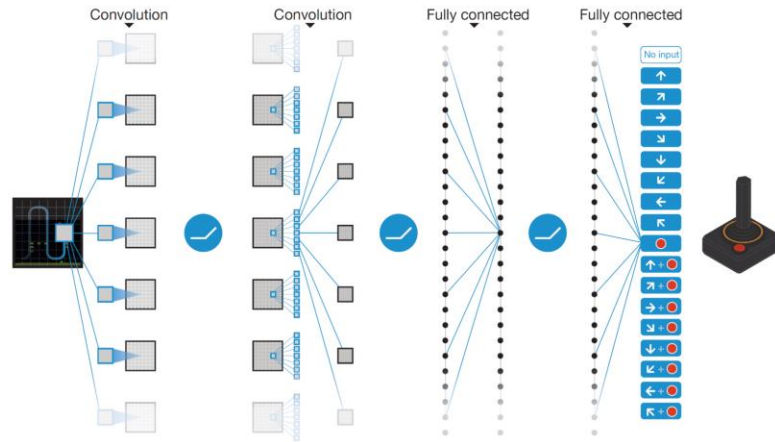 Convolution
Convolution
Fully connected
Fully connected
No input
+
+
+
+
+
+
+
+